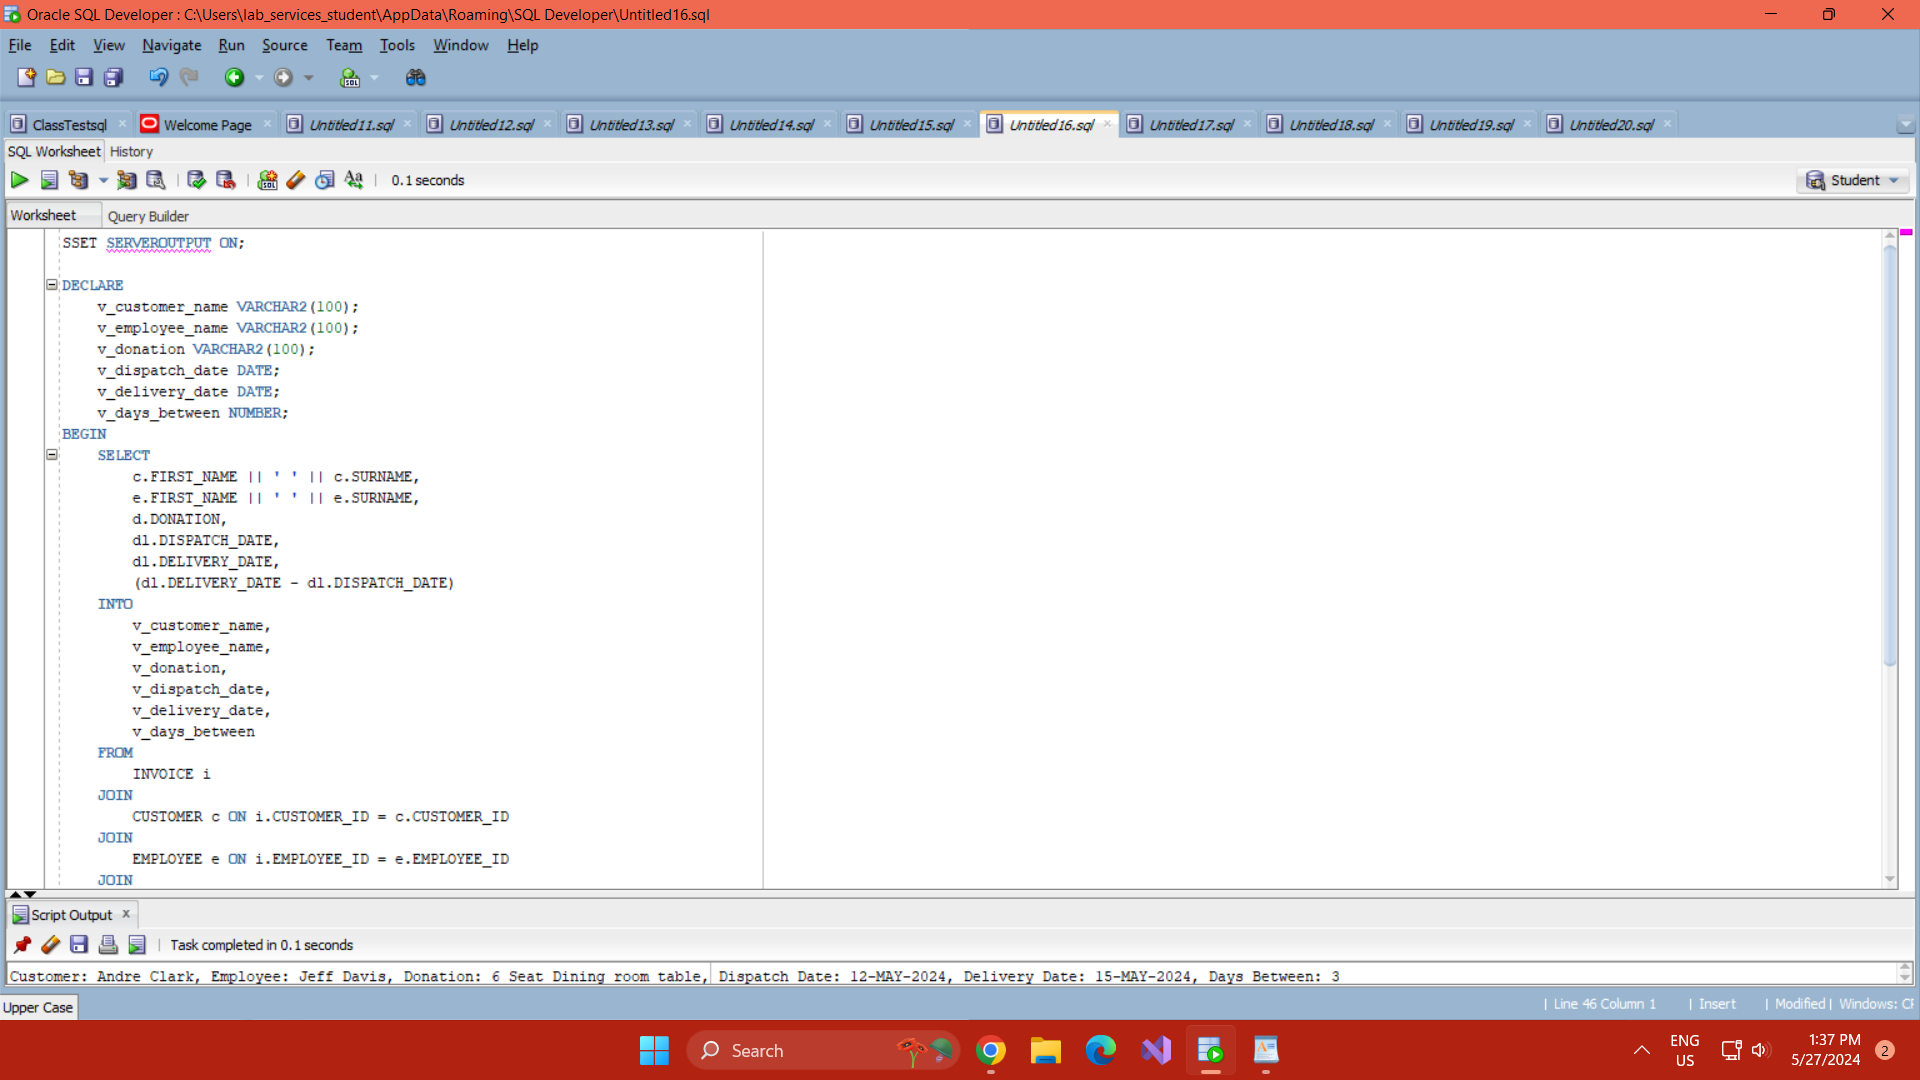 Oracle SQL Developer : C:\Users\lab_services_student\AppData\Roaming\SQL Developer\Untitled16.sql
File Edit View Navigate Run Source Team Tools Window Help
ClassTestsql Welcome Page Untitled11.sql Untitled12.sql Untitled13.sql Untitled14.sql Untitled15.sql Untitled16.sql Untitled17.sql Untitled18.sql Untitled19.sql Untitled20.sql
SQL Worksheet History
0.1 seconds Student
Worksheet Query Builder
SSET SERVEROUTPUT ON;
DECLARE
v_customer_name VARCHAR2(100);
v_employee_name VARCHAR2(100);
v_donation VARCHAR2(100);
v_dispatch_date DATE;
v_delivery_date DATE;
v_days_between NUMBER;
BEGIN
SELECT
c.FIRST_NAME || ' ' || c.SURNAME,
e.FIRST_NAME || ' ' || e.SURNAME,
d.DONATION,
dl.DISPATCH_DATE,
dl.DELIVERY_DATE,
(dl.DELIVERY_DATE - dl.DISPATCH_DATE)
INTO
v_customer_name,
v_employee_name,
v_donation,
v_dispatch_date,
v_delivery_date,
v_days_between
FROM
INVOICE i
JOIN
CUSTOMER c ON i.CUSTOMER_ID = c.CUSTOMER_ID
JOIN
EMPLOYEE e ON i.EMPLOYEE_ID = e.EMPLOYEE_ID
JOIN
Script Output
Task completed in 0.1 seconds
Customer: Andre Clark, Employee: Jeff Davis, Donation: 6 Seat Dining room table, Dispatch Date: 12-MAY-2024, Delivery Date: 15-MAY-2024, Days Between: 3
Upper Case | Line 46 Column 1 | Insert | Modified | Windows: CF
Search
ENG
US
1:37 PM
5/27/2024
2